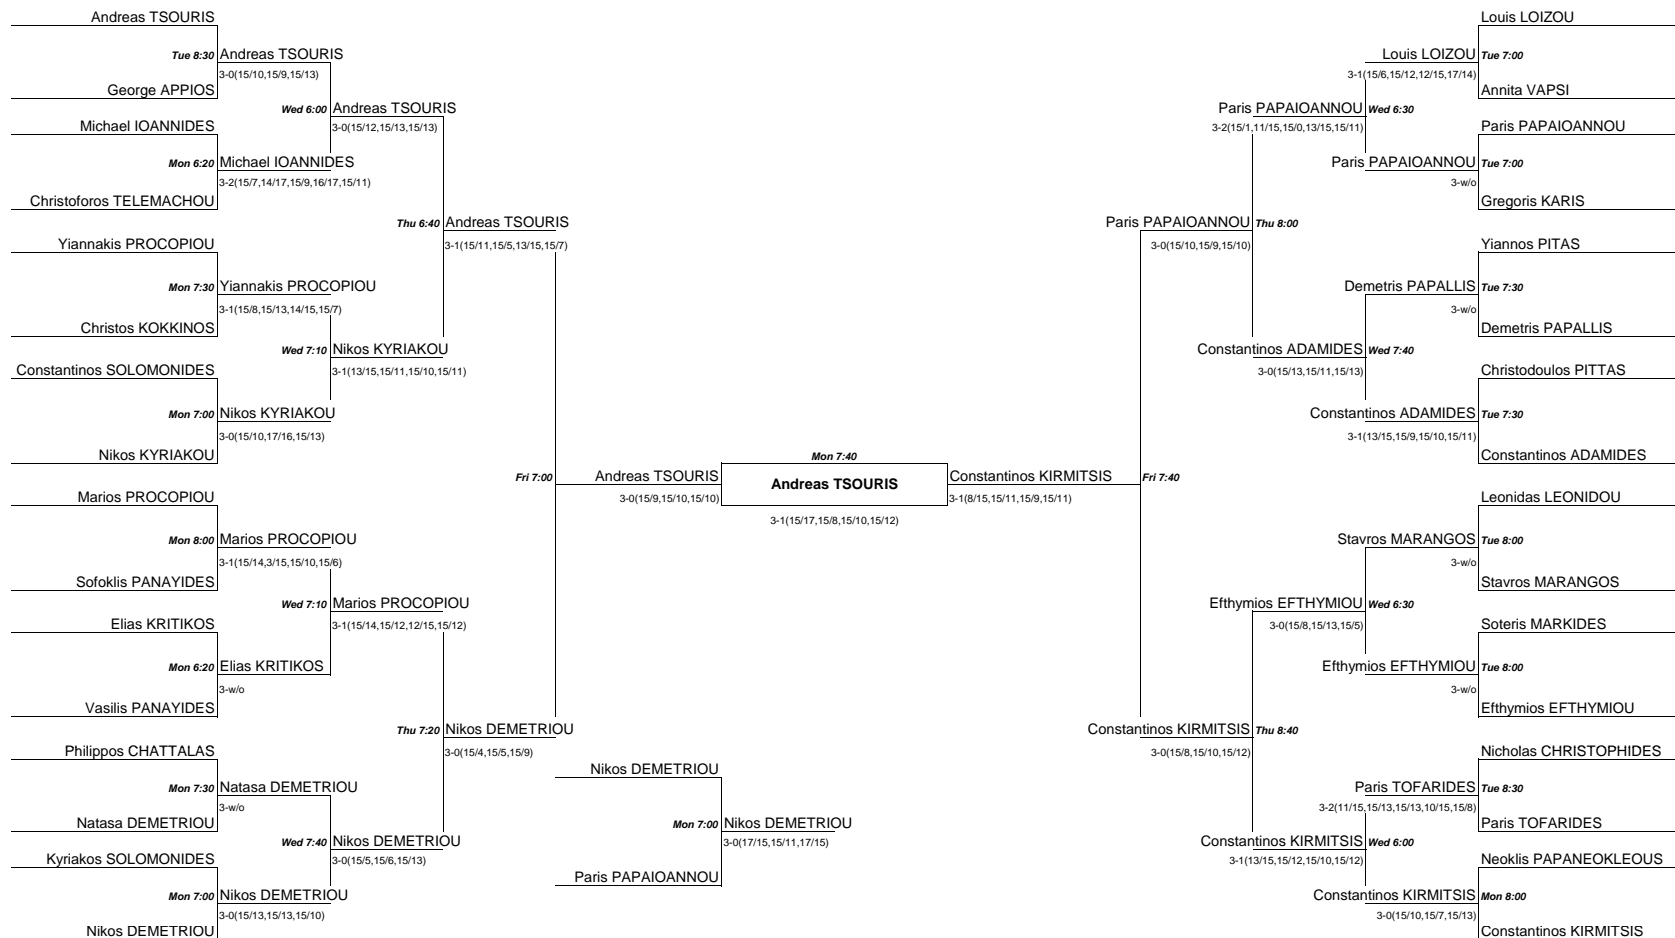 Andreas TSOURIS
Tue 8:30 Andreas TSOURIS
3-0(15/10,15/9,15/13)
George APPIOS
Wed 6:00 Andreas TSOURIS
3-0(15/12,15/13,15/13)
Michael IOANNIDES
Mon 6:20 Michael IOANNIDES
3-2(15/7,14/17,15/9,16/17,15/11)
Christoforos TELEMACHOU
Thu 6:40 Andreas TSOURIS
3-1(15/11,15/5,13/15,15/7)
Yiannakis PROCOPIOU
Mon 7:30 Yiannakis PROCOPIOU
3-1(15/8,15/13,14/15,15/7)
Christos KOKKINOS
Wed 7:10 Nikos KYRIAKOU
3-1(13/15,15/11,15/10,15/11)
Constantinos SOLOMONIDES
Mon 7:00 Nikos KYRIAKOU
3-0(15/10,17/16,15/13)
Nikos KYRIAKOU
Fri 7:00 Andreas TSOURIS
3-0(15/9,15/10,15/10)
Marios PROCOPIOU
Mon 8:00 Marios PROCOPIOU
3-1(15/14,3/15,15/10,15/6)
Sofoklis PANAYIDES
Wed 7:10 Marios PROCOPIOU
3-1(15/14,15/12,12/15,15/12)
Elias KRITIKOS
Mon 6:20 Elias KRITIKOS
3-w/o
Vasilis PANAYIDES
Thu 7:20 Nikos DEMETRIOU
3-0(15/4,15/5,15/9)
Philippos CHATTALAS
Mon 7:30 Natasa DEMETRIOU
3-w/o
Natasa DEMETRIOU
Wed 7:40 Nikos DEMETRIOU
3-0(15/5,15/6,15/13)
Kyriakos SOLOMONIDES
Mon 7:00 Nikos DEMETRIOU
3-0(15/13,15/13,15/10)
Nikos DEMETRIOU
Mon 7:40
Andreas TSOURIS
3-1(15/17,15/8,15/10,15/12)
Nikos DEMETRIOU
Mon 7:00 Nikos DEMETRIOU
3-0(17/15,15/11,17/15)
Paris PAPAIOANNOU
Louis LOIZOU
Louis LOIZOU Tue 7:00
3-1(15/6,15/12,12/15,17/14)
Annita VAPSI
Paris PAPAIOANNOU Wed 6:30
3-2(15/1,11/15,15/0,13/15,15/11)
Paris PAPAIOANNOU
Paris PAPAIOANNOU Tue 7:00
3-w/o
Gregoris KARIS
Paris PAPAIOANNOU Thu 8:00
3-0(15/10,15/9,15/10)
Yiannos PITAS
Demetris PAPALLIS Tue 7:30
3-w/o
Demetris PAPALLIS
Constantinos ADAMIDES Wed 7:40
3-0(15/13,15/11,15/13)
Christodoulos PITTAS
Constantinos ADAMIDES Tue 7:30
3-1(13/15,15/9,15/10,15/11)
Constantinos ADAMIDES
Constantinos KIRMITSIS Fri 7:40
3-1(8/15,15/11,15/9,15/11)
Leonidas LEONIDOU
Stavros MARANGOS Tue 8:00
3-w/o
Stavros MARANGOS
Efthymios EFTHYMIOU Wed 6:30
3-0(15/8,15/13,15/5)
Soteris MARKIDES
Efthymios EFTHYMIOU Tue 8:00
3-w/o
Efthymios EFTHYMIOU
Constantinos KIRMITSIS Thu 8:40
3-0(15/8,15/10,15/12)
Nicholas CHRISTOPHIDES
Paris TOFARIDES Tue 8:30
3-2(11/15,15/13,15/13,10/15,15/8)
Paris TOFARIDES
Constantinos KIRMITSIS Wed 6:00
3-1(13/15,15/12,15/10,15/12)
Neoklis PAPANEOKLEOUS
Constantinos KIRMITSIS Mon 8:00
3-0(15/10,15/7,15/13)
Constantinos KIRMITSIS